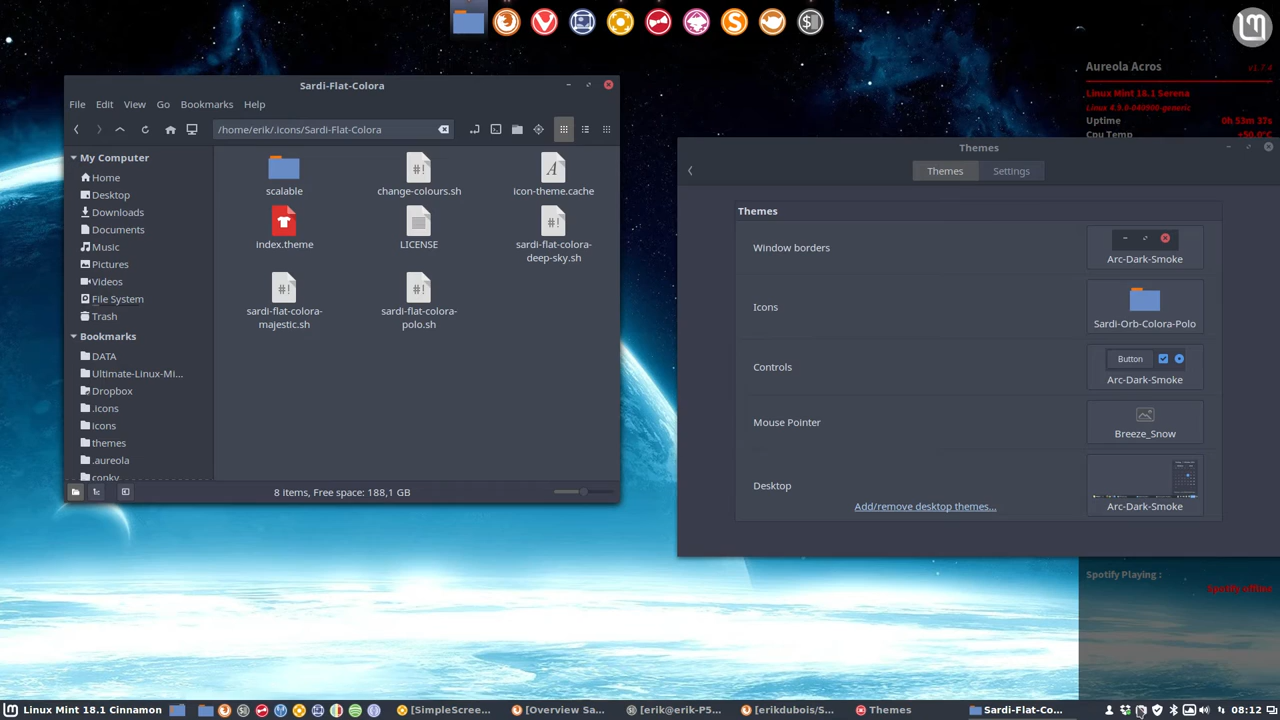 Sardi-Flat-Colora
File Edit View Go Bookmarks Help
/home/erik/.icons/Sardi-Flat-Colora
My Computer
Home
Desktop
Downloads
Documents
Music
Pictures
Videos
File System
Trash
Bookmarks
DATA
Ultimate-Linux-Mi...
Dropbox
.icons
icons
themes
.aureola
conky
scalable
change-colours.sh
icon-theme.cache
index.theme
LICENSE
sardi-flat-colora-
deep-sky.sh
sardi-flat-colora-
majestic.sh
sardi-flat-colora-
polo.sh
8 items, Free space: 188,1 GB
Aureola Acros
v1.7.4
Linux Mint 18.1 Serena
Linux 4.9.0-040900-generic
Uptime
0h 53m 37s
Cpu Temp
+50.0°C
Themes
Themes Settings
Themes
Window borders
Arc-Dark-Smoke
Icons
Sardi-Orb-Colora-Polo
Controls
Button
Arc-Dark-Smoke
Mouse Pointer
Breeze_Snow
Desktop
Arc-Dark-Smoke
Add/remove desktop themes...
Spotify Playing :
Spotify offline
Linux Mint 18.1 Cinnamon
[SimpleScree...
[Overview Sa...
[erik@erik-P5...
[erikdubois/S...
Themes
Sardi-Flat-Co...
08:12